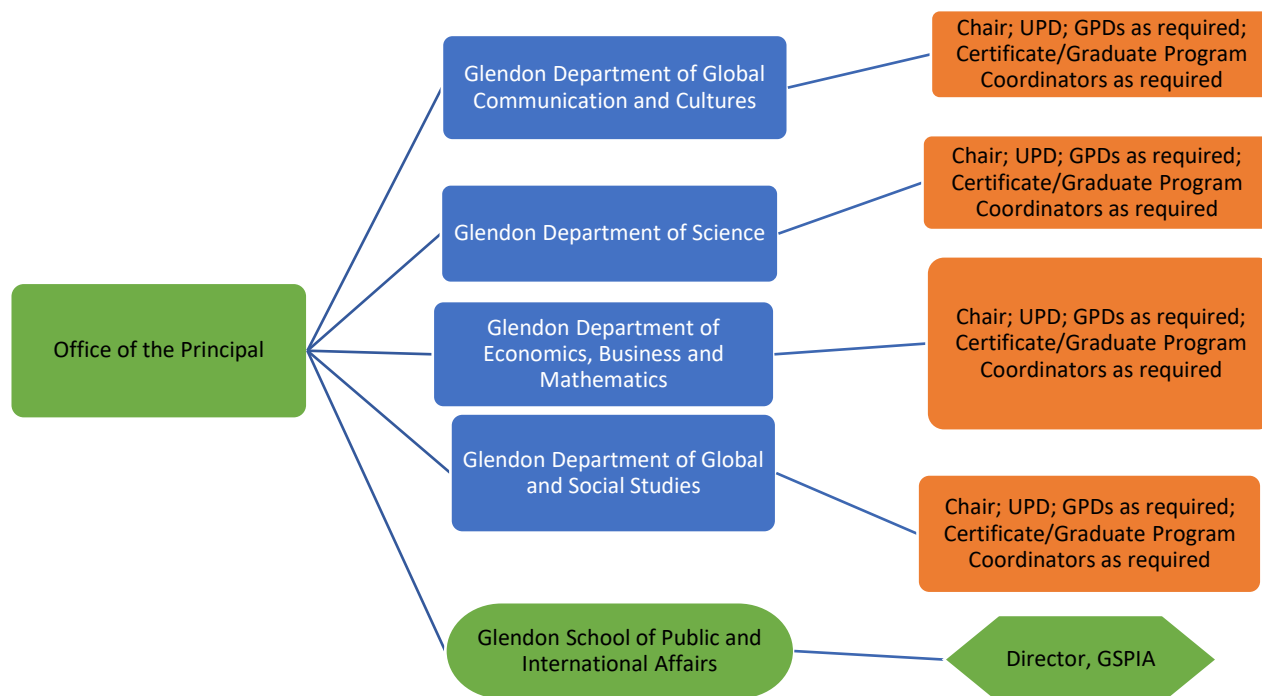 Office of the Principal
Glendon Department of Global
Communication and Cultures
Chair; UPD; GPDs as required;
Certificate/Graduate Program
Coordinators as required
Glendon Department of Science
Chair; UPD; GPDs as required;
Certificate/Graduate Program
Coordinators as required
Glendon Department of
Economics, Business and
Mathematics
Chair; UPD; GPDs as required;
Certificate/Graduate Program
Coordinators as required
Glendon Department of Global
and Social Studies
Chair; UPD; GPDs as required;
Certificate/Graduate Program
Coordinators as required
Glendon School of Public and
International Affairs
Director, GSPIA